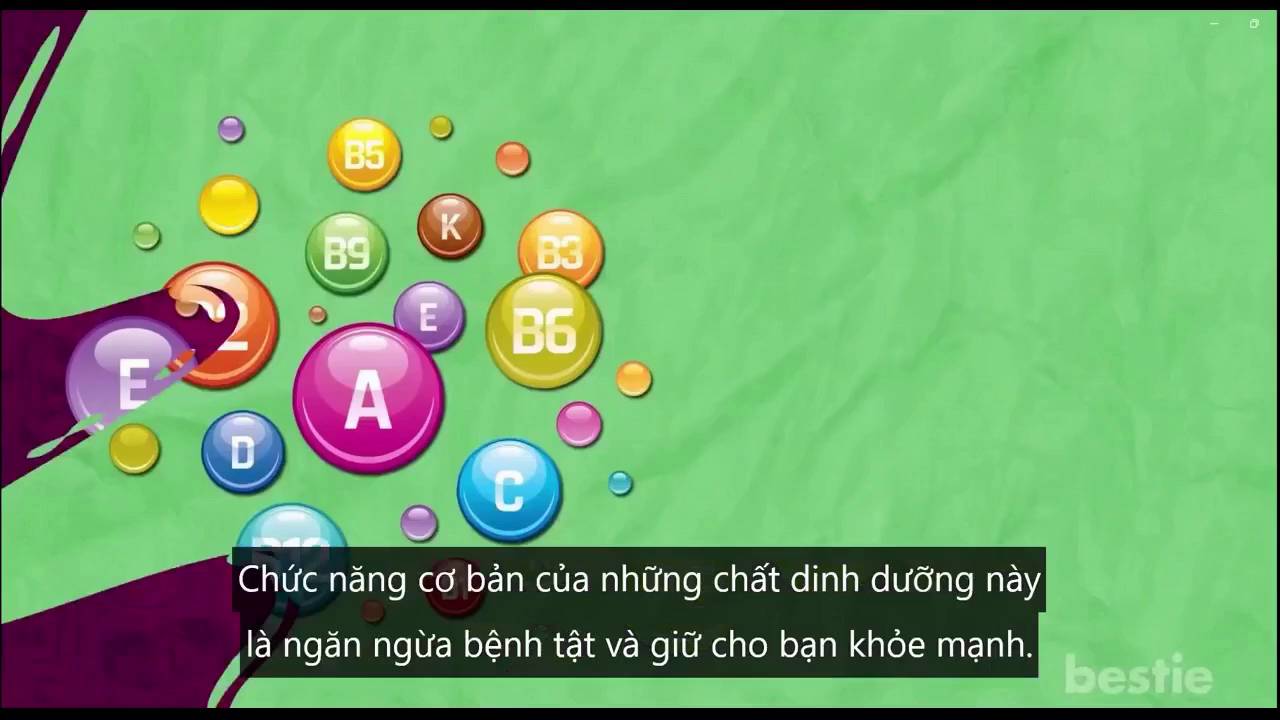 B5
K
B9
B3
E
B6
E
A
D
C
Chức năng cơ bản của những chất dinh dưỡng này
là ngăn ngừa bệnh tật và giữ cho bạn khỏe mạnh.
bestie